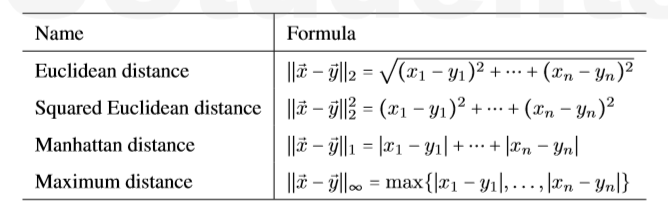 Name Formula
Euclidean distance ‖x⃗ − y⃗‖₂ = √((x₁ − y₁)² + ⋯ + (xₙ − yₙ)²)
Squared Euclidean distance ‖x⃗ − y⃗‖₂² = (x₁ − y₁)² + ⋯ + (xₙ − yₙ)²
Manhattan distance ‖x⃗ − y⃗‖₁ = |x₁ − y₁| + ⋯ + |xₙ − yₙ|
Maximum distance ‖x⃗ − y⃗‖∞ = max{|x₁ − y₁|, . . . , |xₙ − yₙ|}